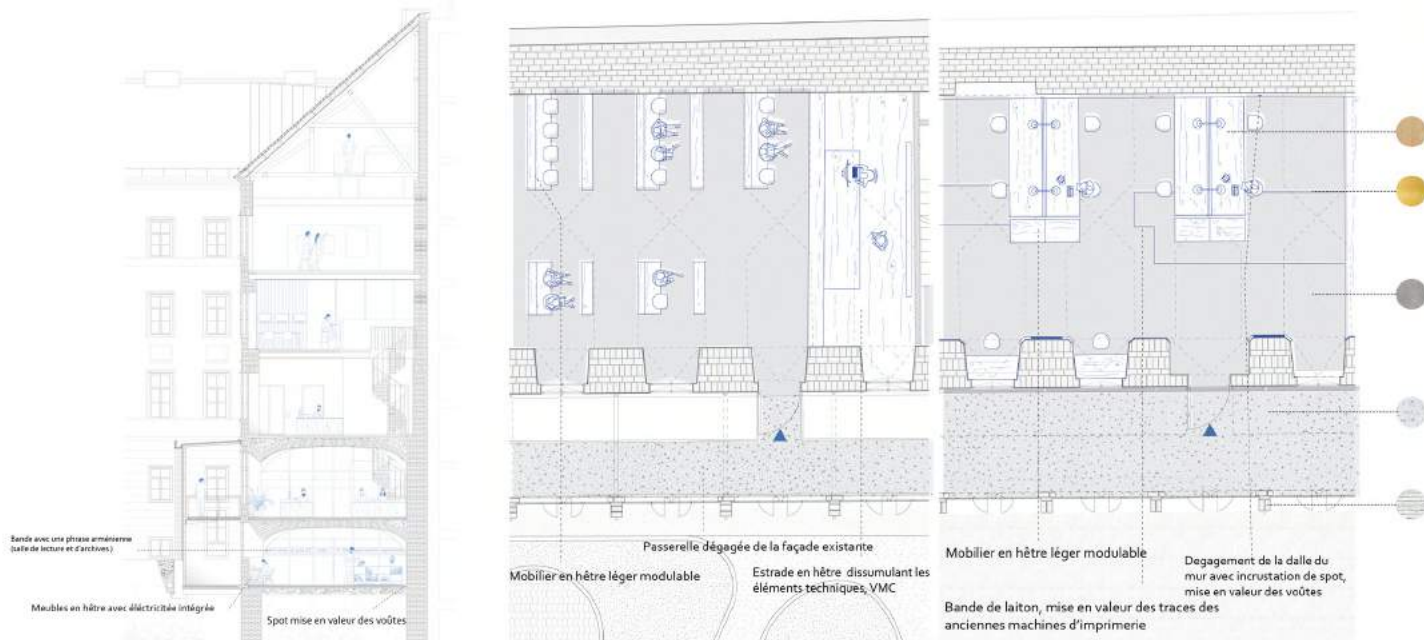 Bande avec une phrase arménienne
(salle de lecture et d'archives)
Meubles en hêtre avec éléctricitée intégrée
Spot mise en valeur des voûtes
Passerelle dégagée de la façade existante
Mobilier en hêtre léger modulable
Estrade en hêtre dissumulant les
éléments techniques, VMC
Mobilier en hêtre léger modulable
Degagement de la dalle du
mur avec incrustation de spot,
mise en valeur des voûtes
Bande de laiton, mise en valeur des traces des
anciennes machines d'imprimerie